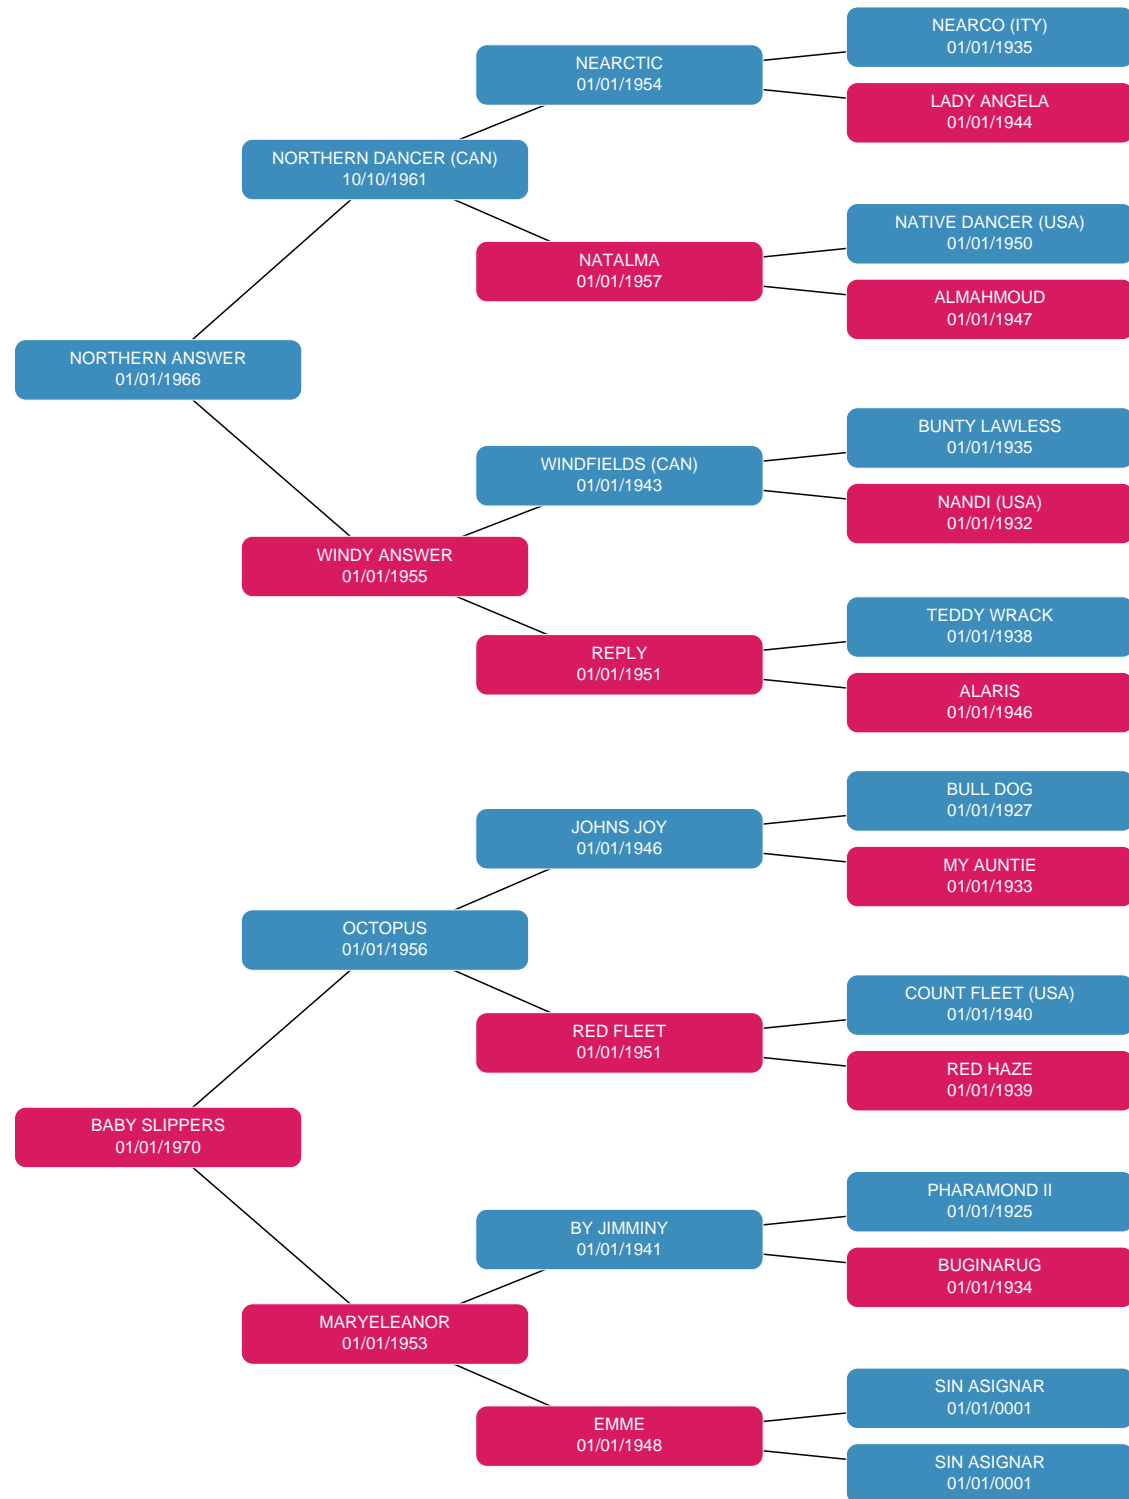 NEARCO (ITY)
01/01/1935
NEARCTIC
01/01/1954
LADY ANGELA
01/01/1944
NORTHERN DANCER (CAN)
10/10/1961
NATIVE DANCER (USA)
01/01/1950
NATALMA
01/01/1957
ALMAHMOUD
01/01/1947
NORTHERN ANSWER
01/01/1966
BUNTY LAWLESS
01/01/1935
WINDFIELDS (CAN)
01/01/1943
NANDI (USA)
01/01/1932
WINDY ANSWER
01/01/1955
TEDDY WRACK
01/01/1938
REPLY
01/01/1951
ALARIS
01/01/1946
BULL DOG
01/01/1927
JOHNS JOY
01/01/1946
MY AUNTIE
01/01/1933
OCTOPUS
01/01/1956
COUNT FLEET (USA)
01/01/1940
RED FLEET
01/01/1951
RED HAZE
01/01/1939
BABY SLIPPERS
01/01/1970
PHARAMOND II
01/01/1925
BY JIMMINY
01/01/1941
BUGINARUG
01/01/1934
MARYELEANOR
01/01/1953
SIN ASIGNAR
01/01/0001
EMME
01/01/1948
SIN ASIGNAR
01/01/0001